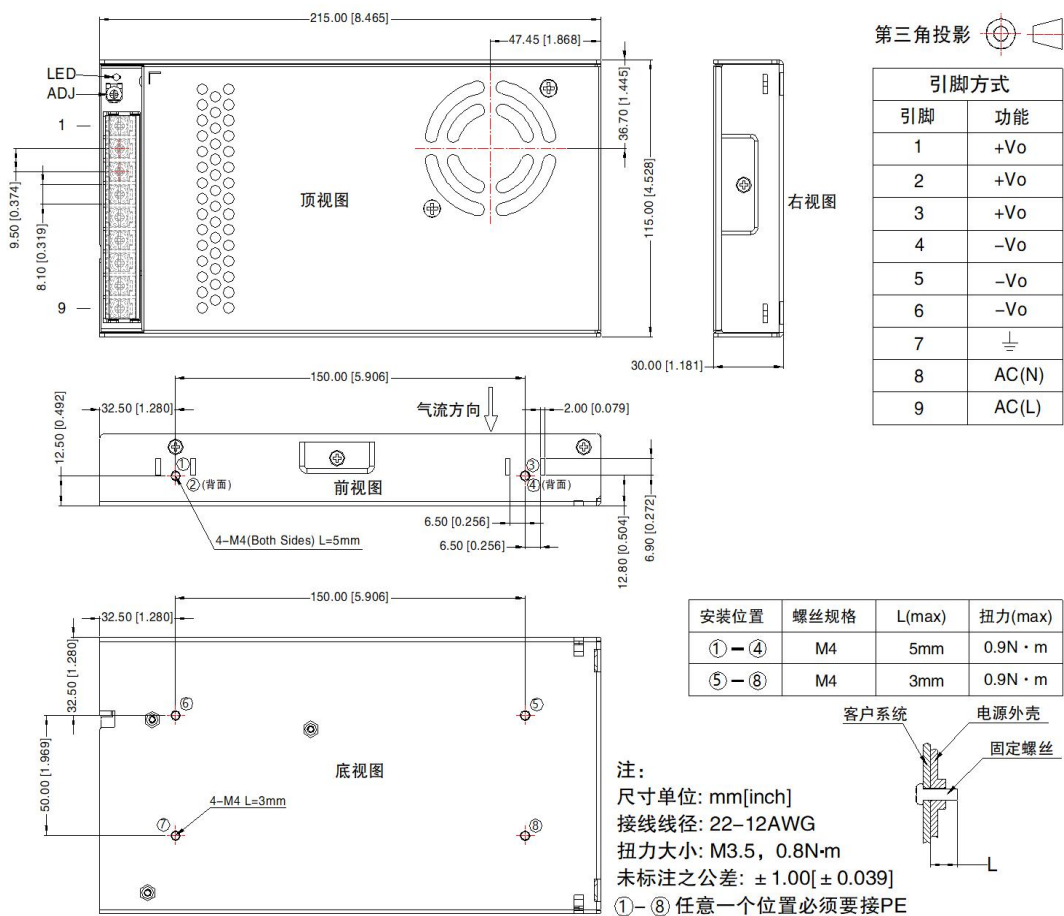 215.00 [8.465]
47.45 [1.868]
第三角投影
LED
ADJ
1
9
9.50 [0.374]
8.10 [0.319]
顶视图
36.70 [1.445]
115.00 [4.528]
右视图
30.00 [1.181]
引脚方式
引脚 功能
1 +Vo
2 +Vo
3 +Vo
4 −Vo
5 −Vo
6 −Vo
7
8 AC(N)
9 AC(L)
150.00 [5.906]
32.50 [1.280]
气流方向
2.00 [0.079]
12.50 [0.492]
①
②(背面)
前视图
③
④(背面)
4-M4(Both Sides) L=5mm
6.50 [0.256]
6.50 [0.256]
12.80 [0.504]
6.90 [0.272]
150.00 [5.906]
32.50 [1.280]
32.50 [1.280]
50.00 [1.969]
⑥
⑤
底视图
4-M4 L=3mm
⑦
⑧
安装位置 螺丝规格 L(max) 扭力(max)
①－④ M4 5mm 0.9N·m
⑤－⑧ M4 3mm 0.9N·m
客户系统
电源外壳
固定螺丝
L
注:
尺寸单位: mm[inch]
接线线径: 22-12AWG
扭力大小: M3.5，0.8N·m
未标注之公差: ±1.00[±0.039]
①-⑧ 任意一个位置必须要接PE